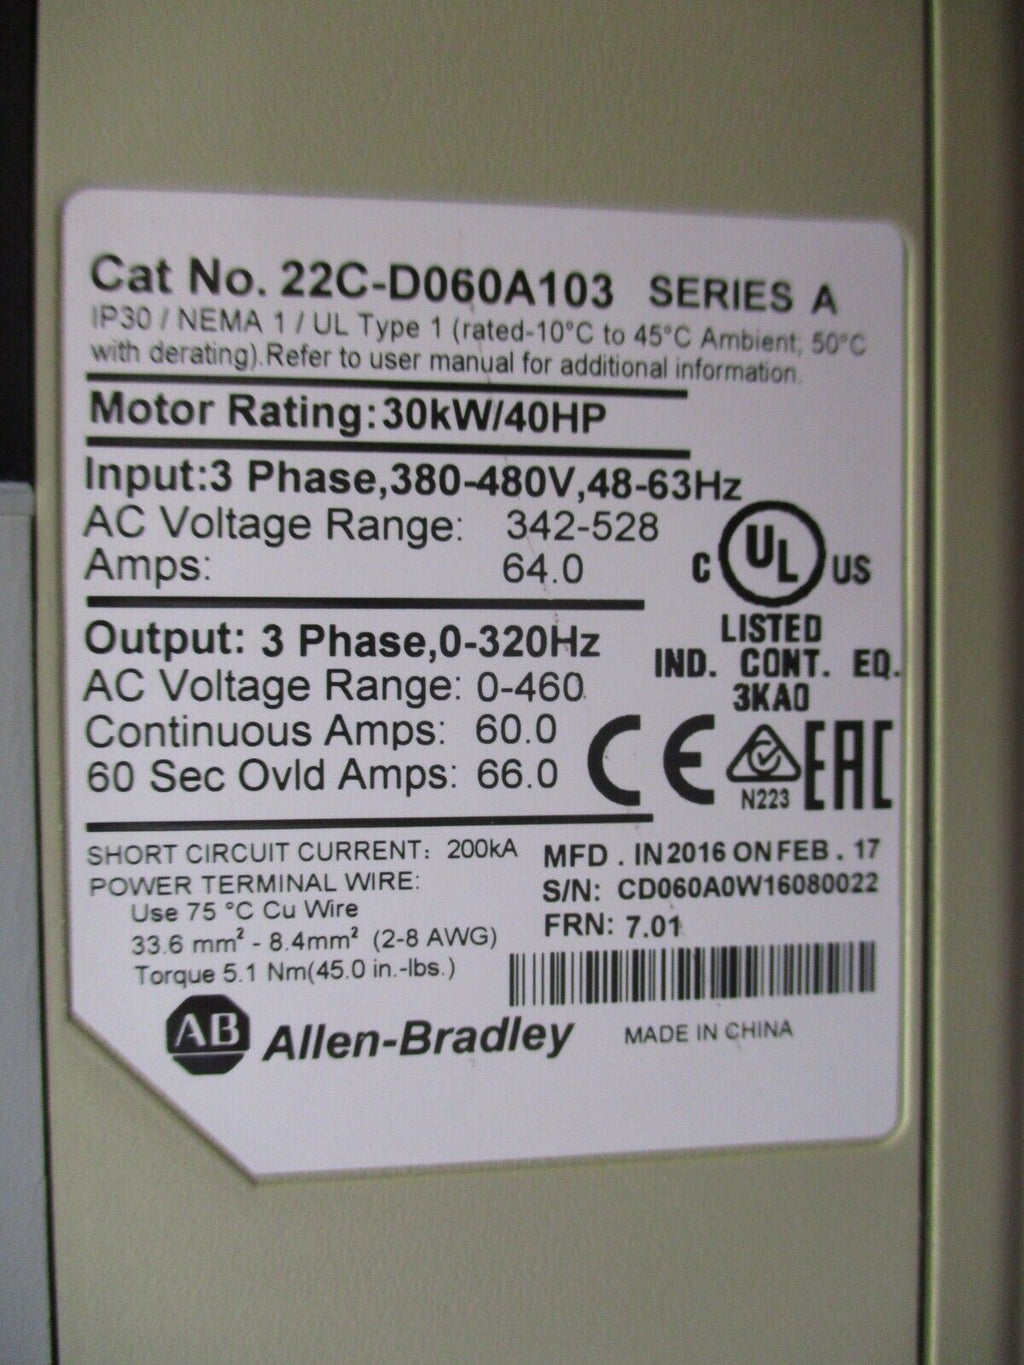 Cat No. 22C-D060A103 SERIES A
IP30 / NEMA 1 / UL Type 1 (rated-10°C to 45°C Ambient, 50°C
with derating).Refer to user manual for additional information.
Motor Rating:30kW/40HP
Input:3 Phase,380-480V,48-63Hz
AC Voltage Range: 342-528
Amps: 64.0
C UL US
LISTED
IND. CONT. EQ.
3KA0
Output: 3 Phase,0-320Hz
AC Voltage Range: 0-460
Continuous Amps: 60.0
60 Sec Ovld Amps: 66.0
CE N223 EAC
SHORT CIRCUIT CURRENT: 200kA
POWER TERMINAL WIRE:
Use 75 °C Cu Wire
33.6 mm² - 8.4mm² (2-8 AWG)
Torque 5.1 Nm(45.0 in.-lbs.)
MFD . IN 2016 ON FEB . 17
S/N: CD060A0W16080022
FRN: 7.01
AB Allen-Bradley
MADE IN CHINA